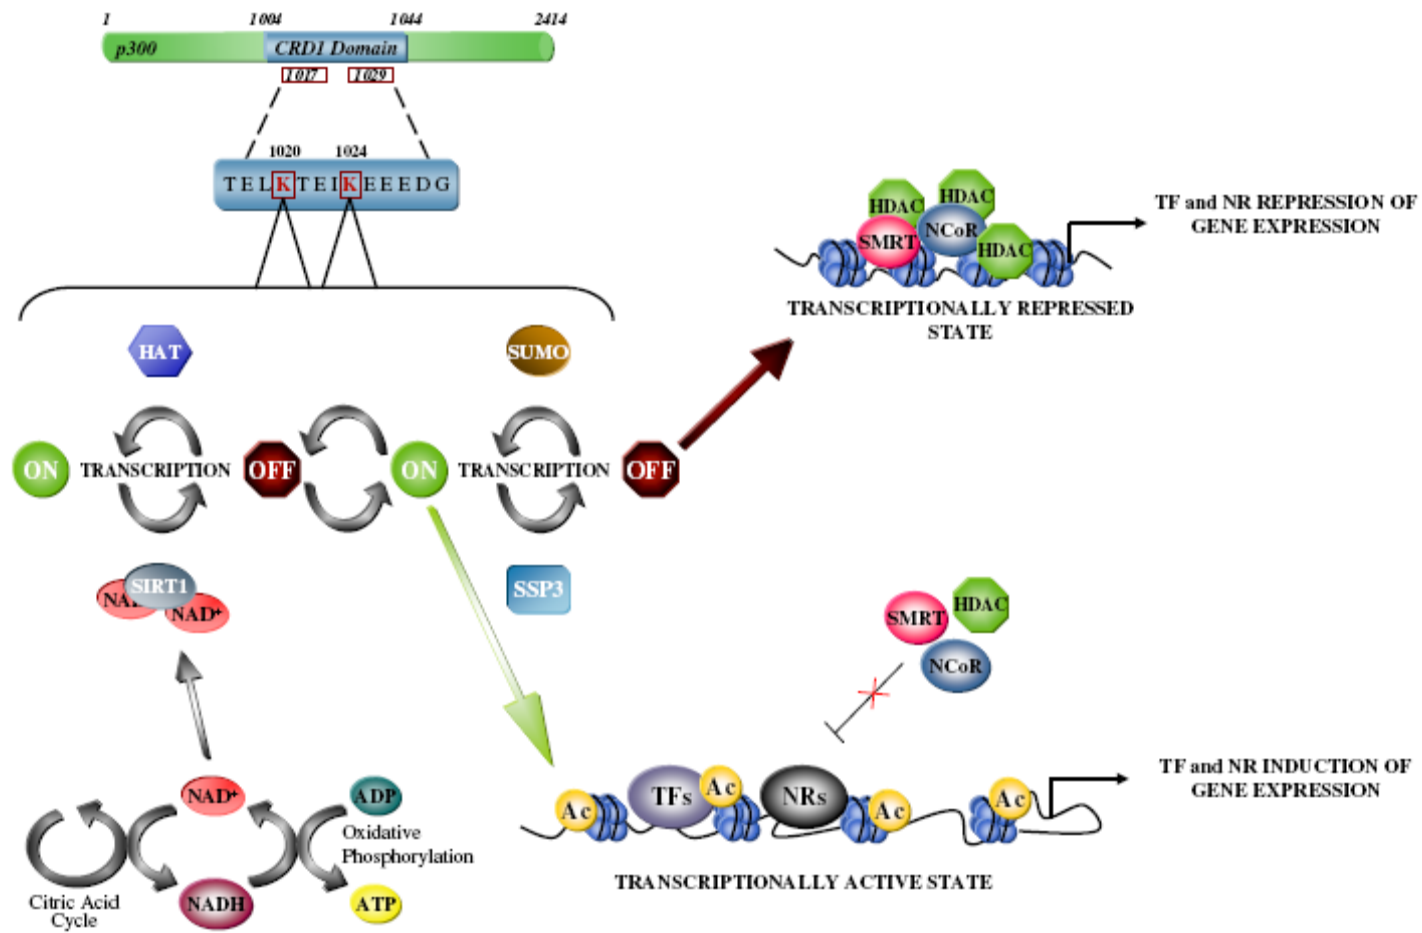 1 1004 1044 2414
p300 CRD1 Domain
1017 1029
1020 1024
TELKTEIKEEEDG
HDAC HDAC
SMRT NCoR HDAC
TF and NR REPRESSION OF
GENE EXPRESSION
TRANSCRIPTIONALLY REPRESSED
STATE
HAT SUMO
ON TRANSCRIPTION OFF ON TRANSCRIPTION OFF
SIRT1 SSP3
NAD+
SMRT HDAC
NCoR
NAD+ ADP
Oxidative
Phosphorylation
Citric Acid
Cycle
NADH ATP
Ac TFs Ac NRs Ac Ac
TF and NR INDUCTION OF
GENE EXPRESSION
TRANSCRIPTIONALLY ACTIVE STATE